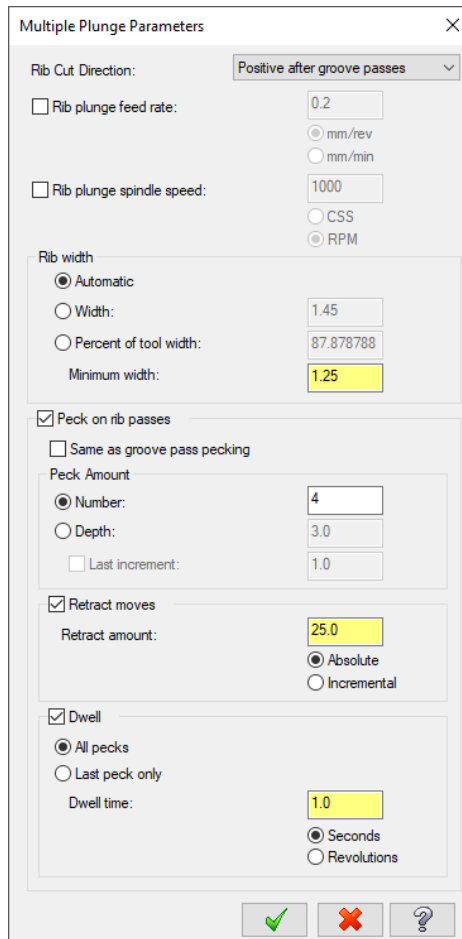 Multiple Plunge Parameters
Rib Cut Direction: Positive after groove passes
Rib plunge feed rate: 0.2
mm/rev
mm/min
Rib plunge spindle speed: 1000
CSS
RPM
Rib width
Automatic
Width: 1.45
Percent of tool width: 87.878788
Minimum width: 1.25
Peck on rib passes
Same as groove pass pecking
Peck Amount
Number: 4
Depth: 3.0
Last increment: 1.0
Retract moves
Retract amount: 25.0
Absolute
Incremental
Dwell
All pecks
Last peck only
Dwell time: 1.0
Seconds
Revolutions